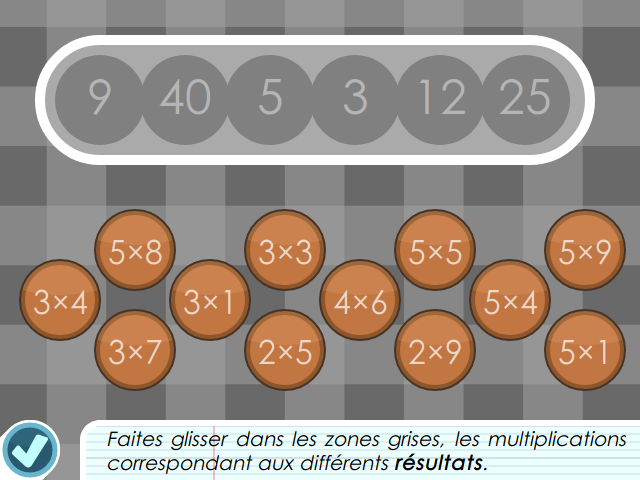 9 40 5 3 12 25
5×8 3×3 5×5 5×9
3×4 3×1 4×6 5×4
3×7 2×5 2×9 5×1
Faites glisser dans les zones grises, les multiplications
correspondant aux différents résultats.